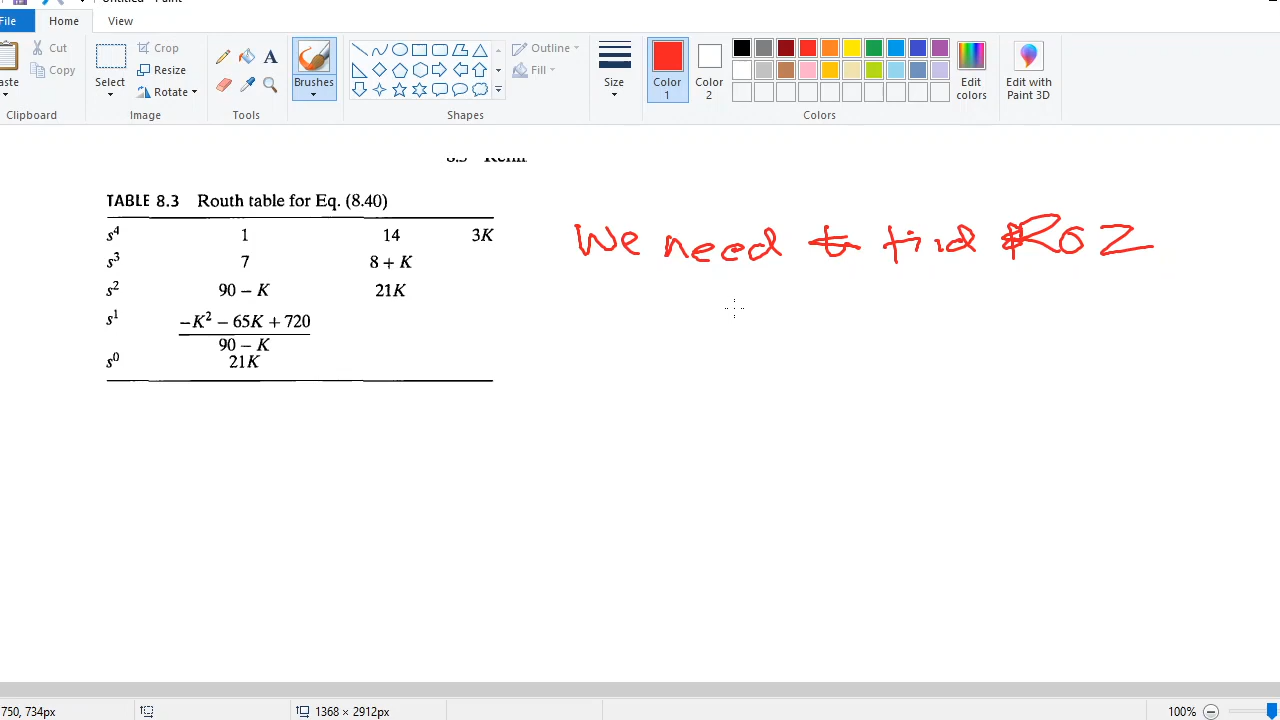 Untitled - Paint
File Home View
Cut
Copy
Clipboard
Select
Crop
Resize
Rotate
Image
Tools
Brushes
Outline
Fill
Shapes
Size
Color 1
Color 2
Edit colors
Edit with Paint 3D
Colors
TABLE 8.3 Routh table for Eq. (8.40)
s⁴ 1 14 3K
s³ 7 8 + K
s² 90 − K 21K
s¹ −K² − 65K + 720
90 − K
s⁰ 21K
We need to find ROZ
750, 734px
1368 × 2912px
100%